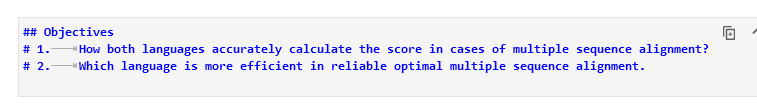 ## Objectives
# 1. How both languages accurately calculate the score in cases of multiple sequence alignment?
# 2. Which language is more efficient in reliable optimal multiple sequence alignment.